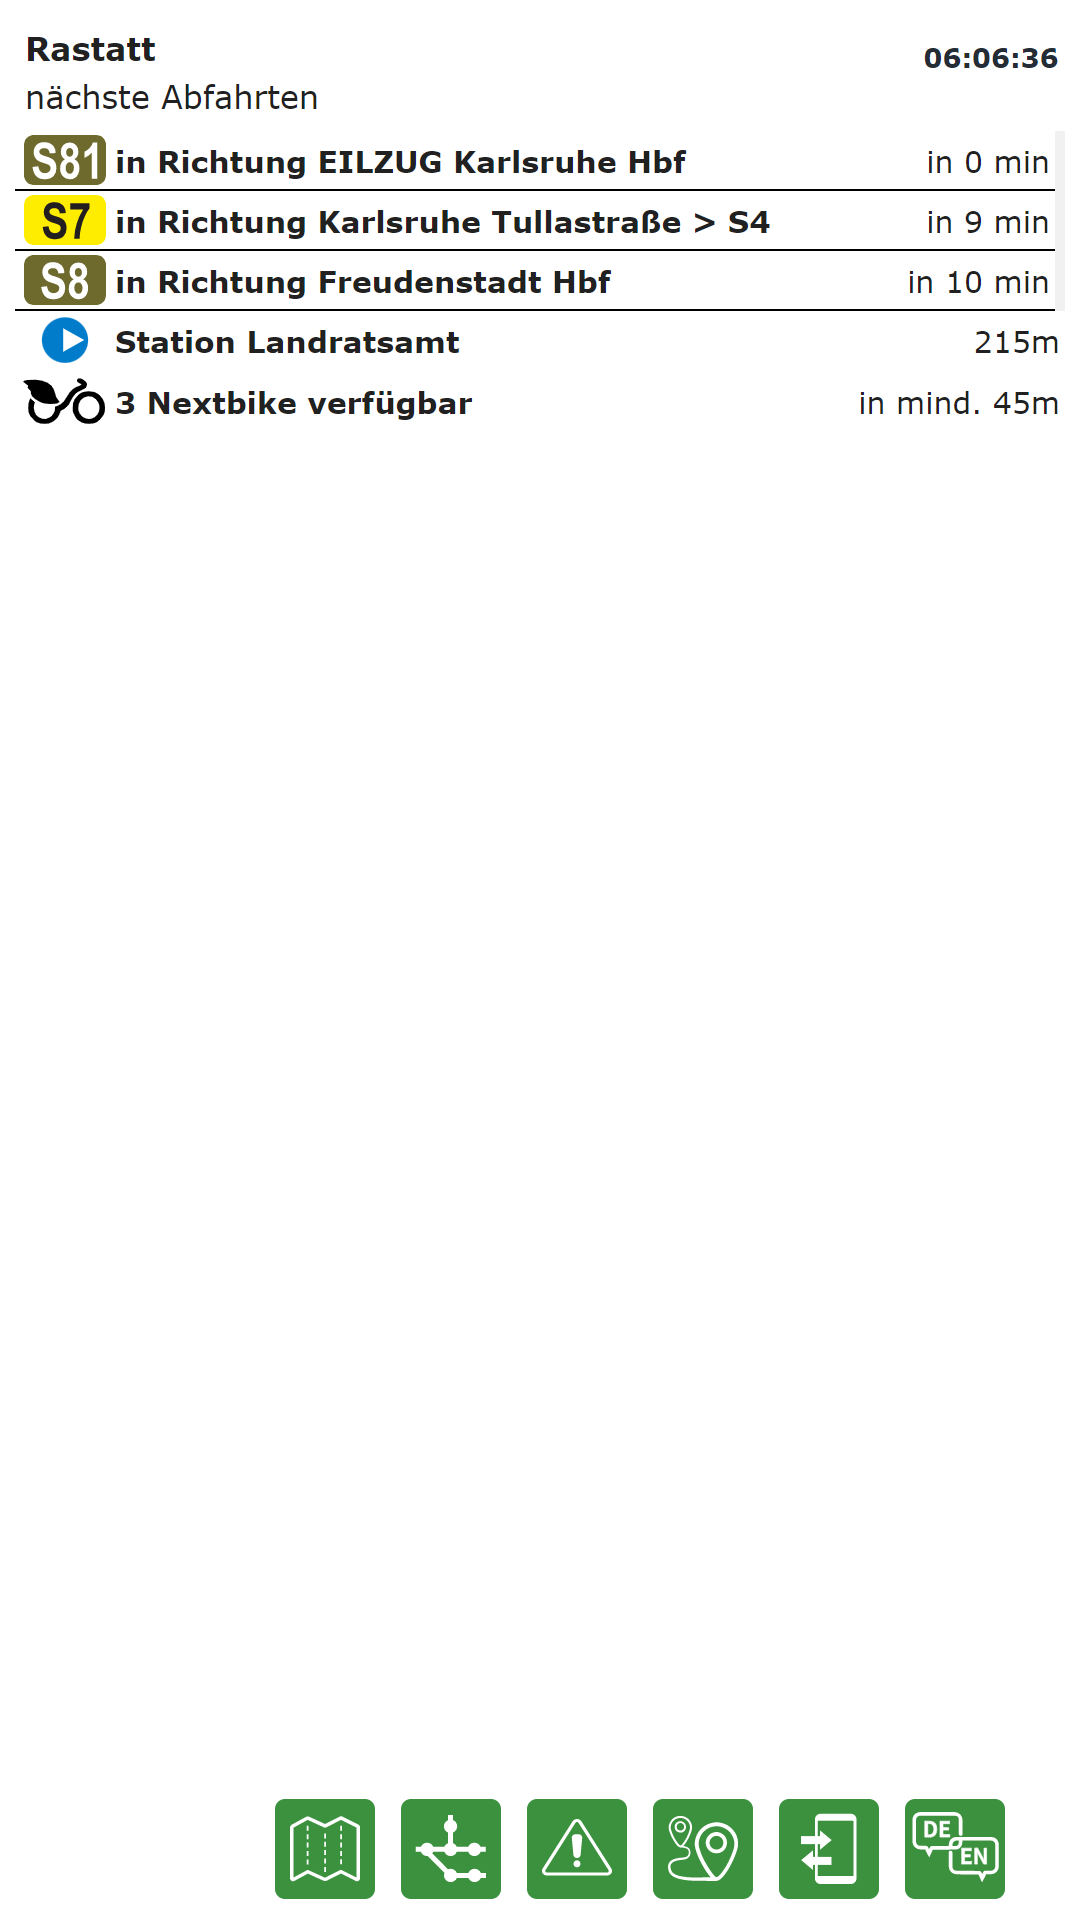 Rastatt
06:06:36
nächste Abfahrten
S81 in Richtung EILZUG Karlsruhe Hbf in 0 min
S7 in Richtung Karlsruhe Tullastraße > S4 in 9 min
S8 in Richtung Freudenstadt Hbf in 10 min
Station Landratsamt 215m
3 Nextbike verfügbar in mind. 45m
DE
EN